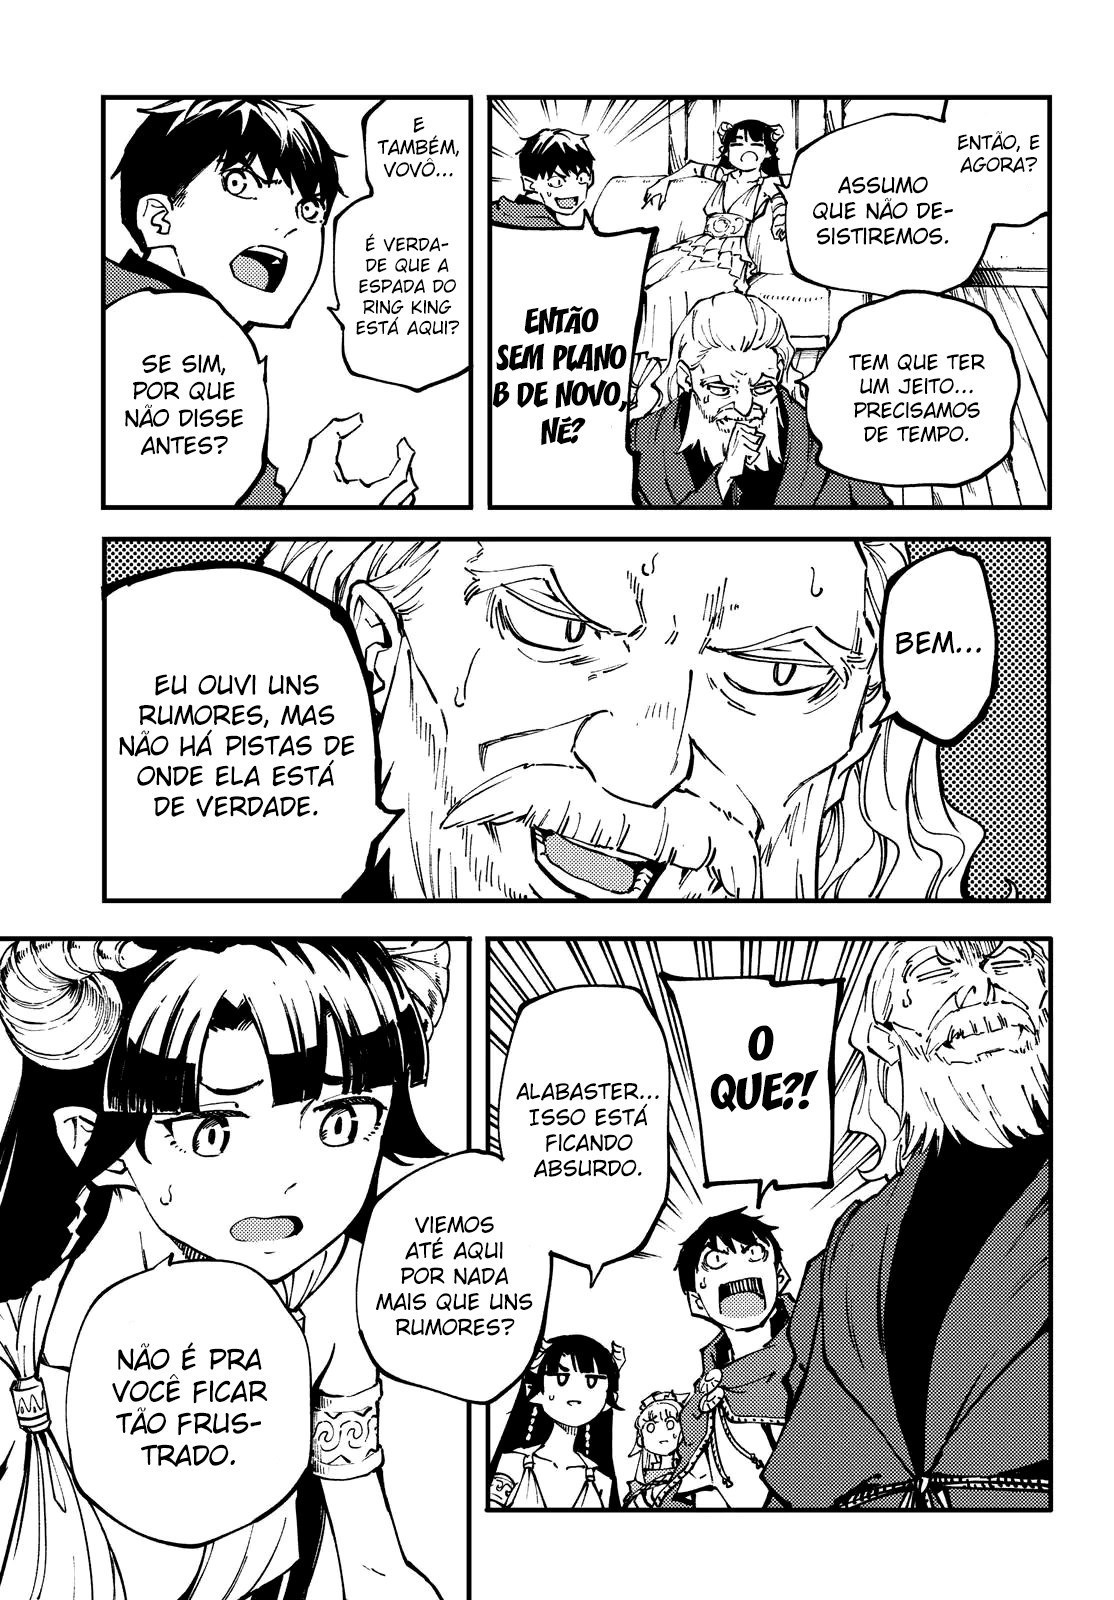 ENTÃO, E
AGORA?
ASSUMO
QUE NÃO DE-
SISTIREMOS.
TEM QUE TER
UM JEITO...
PRECISAMOS
DE TEMPO.
ENTÃO
SEM PLANO
B DE NOVO,
NÉ?
E
TAMBÉM,
VOVÔ...
É VERDA-
DE QUE A
ESPADA DO
RING KING
ESTÁ AQUI?
SE SIM,
POR QUE
NÃO DISSE
ANTES?
BEM...
EU OUVI UNS
RUMORES, MAS
NÃO HÁ PISTAS DE
ONDE ELA ESTÁ
DE VERDADE.
O
QUE?!
ALABASTER...
ISSO ESTÁ
FICANDO
ABSURDO.
VIEMOS
ATÉ AQUI
POR NADA
MAIS QUE UNS
RUMORES?
NÃO É PRA
VOCÊ FICAR
TÃO FRUS-
TRADO.